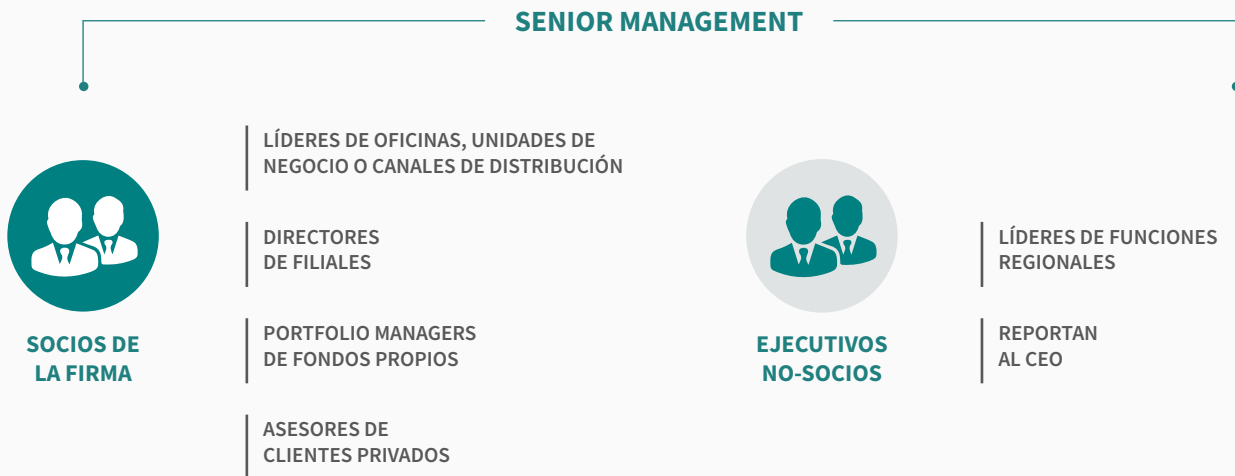 SENIOR MANAGEMENT
SOCIOS DE
LA FIRMA
LÍDERES DE OFICINAS, UNIDADES DE
NEGOCIO O CANALES DE DISTRIBUCIÓN
DIRECTORES
DE FILIALES
PORTFOLIO MANAGERS
DE FONDOS PROPIOS
ASESORES DE
CLIENTES PRIVADOS
EJECUTIVOS
NO-SOCIOS
LÍDERES DE FUNCIONES
REGIONALES
REPORTAN
AL CEO